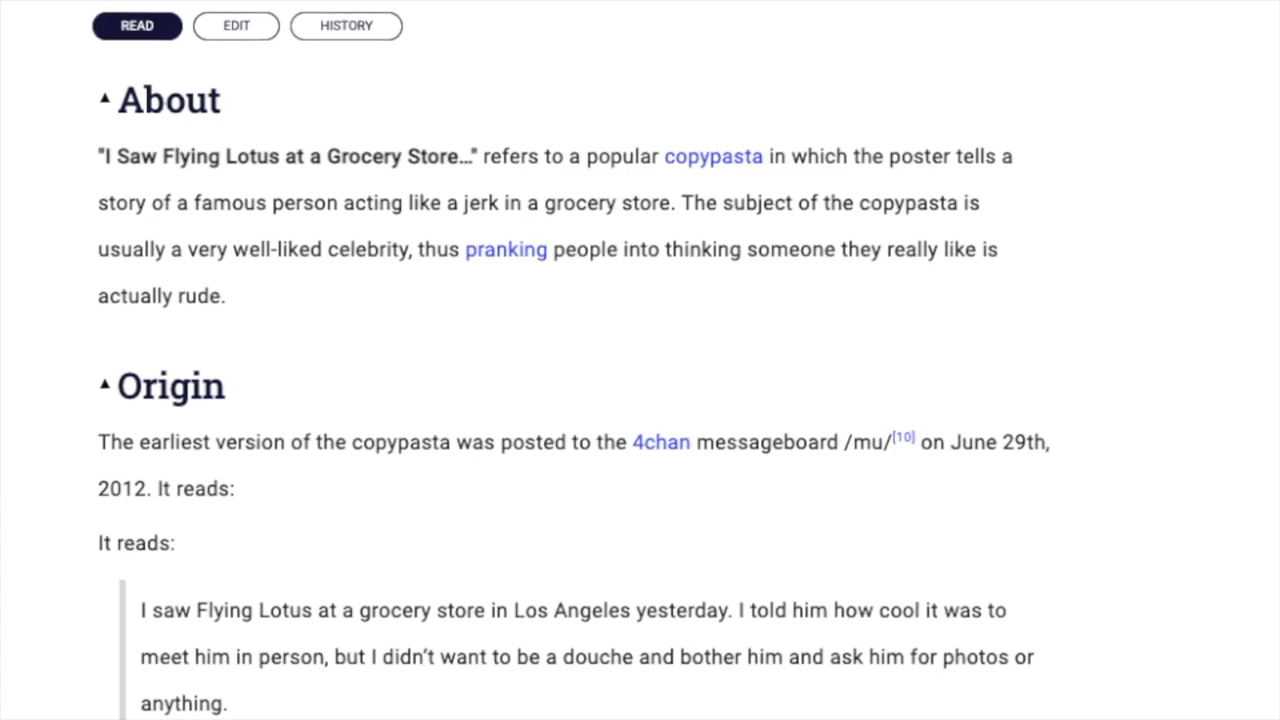 READ EDIT HISTORY
▲ About
"I Saw Flying Lotus at a Grocery Store…" refers to a popular copypasta in which the poster tells a
story of a famous person acting like a jerk in a grocery store. The subject of the copypasta is
usually a very well-liked celebrity, thus pranking people into thinking someone they really like is
actually rude.
▲ Origin
The earliest version of the copypasta was posted to the 4chan messageboard /mu/[10] on June 29th,
2012. It reads:
It reads:
I saw Flying Lotus at a grocery store in Los Angeles yesterday. I told him how cool it was to
meet him in person, but I didn’t want to be a douche and bother him and ask him for photos or
anything.